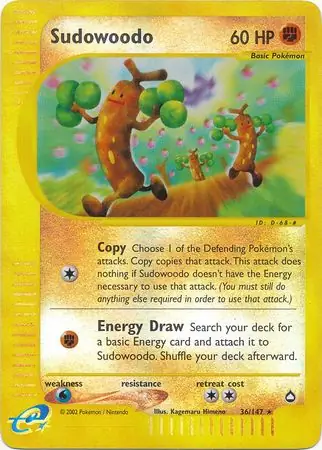 Sudowoodo 60 HP
Basic Pokémon
ID: D-68-#
Copy Choose 1 of the Defending Pokémon's
attacks. Copy copies that attack. This attack does
nothing if Sudowoodo doesn't have the Energy
necessary to use that attack. (You must still do
anything else required in order to use that attack.)
Energy Draw Search your deck for
a basic Energy card and attach it to
Sudowoodo. Shuffle your deck afterward.
weakness resistance retreat cost
©2002 Pokémon / Nintendo Illus. Kagemaru Himeno 36/147 ★
e